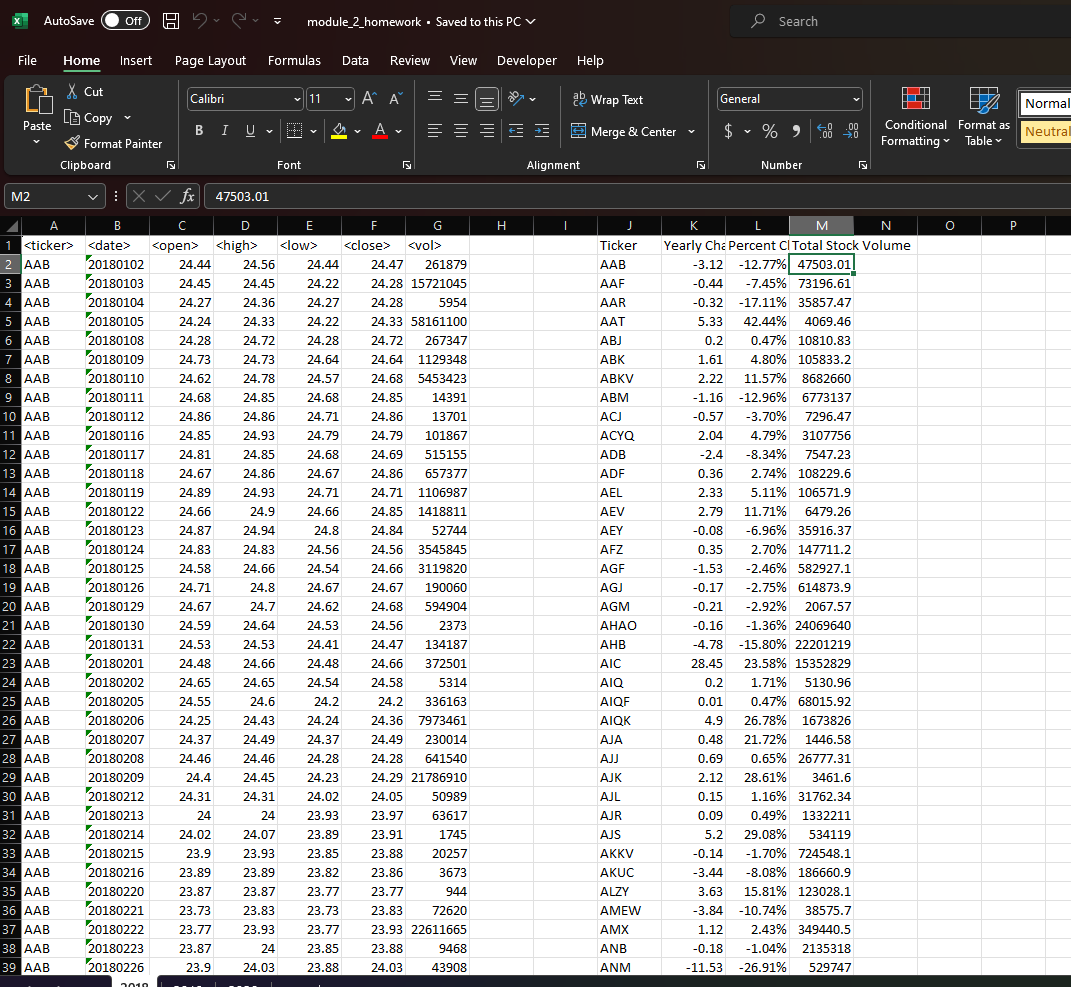 AutoSave Off module_2_homework • Saved to this PC Search
File Home Insert Page Layout Formulas Data Review View Developer Help
Paste Cut Copy Format Painter Calibri 11 A A B I U A ab Wrap Text Merge & Center General $ % 9 Conditional Formatting Format as Table Normal Neutral
Clipboard Font Alignment Number
M2 fx 47503.01
A B C D E F G H I J K L M N O P
1 <ticker> <date> <open> <high> <low> <close> <vol> Ticker Yearly Cha Percent C Total Stock Volume
2 AAB 20180102 24.44 24.56 24.44 24.47 261879 AAB -3.12 -12.77% 47503.01
3 AAB 20180103 24.45 24.45 24.22 24.28 15721045 AAF -0.44 -7.45% 73196.61
4 AAB 20180104 24.27 24.36 24.27 24.28 5954 AAR -0.32 -17.11% 35857.47
5 AAB 20180105 24.24 24.33 24.22 24.33 58161100 AAT 5.33 42.44% 4069.46
6 AAB 20180108 24.28 24.72 24.28 24.72 267347 ABJ 0.2 0.47% 10810.83
7 AAB 20180109 24.73 24.73 24.64 24.64 1129348 ABK 1.61 4.80% 105833.2
8 AAB 20180110 24.62 24.78 24.57 24.68 5453423 ABKV 2.22 11.57% 8682660
9 AAB 20180111 24.68 24.85 24.68 24.85 14391 ABM -1.16 -12.96% 6773137
10 AAB 20180112 24.86 24.86 24.71 24.86 13701 ACJ -0.57 -3.70% 7296.47
11 AAB 20180116 24.85 24.93 24.79 24.79 101867 ACYQ 2.04 4.79% 3107756
12 AAB 20180117 24.81 24.85 24.68 24.69 515155 ADB -2.4 -8.34% 7547.23
13 AAB 20180118 24.67 24.86 24.67 24.86 657377 ADF 0.36 2.74% 108229.6
14 AAB 20180119 24.89 24.93 24.71 24.71 1106987 AEL 2.33 5.11% 106571.9
15 AAB 20180122 24.66 24.9 24.66 24.85 1418811 AEV 2.79 11.71% 6479.26
16 AAB 20180123 24.87 24.94 24.8 24.84 52744 AEY -0.08 -6.96% 35916.37
17 AAB 20180124 24.83 24.83 24.56 24.56 3545845 AFZ 0.35 2.70% 147711.2
18 AAB 20180125 24.58 24.66 24.54 24.66 3119820 AGF -1.53 -2.46% 582927.1
19 AAB 20180126 24.71 24.8 24.67 24.67 190060 AGJ -0.17 -2.75% 614873.9
20 AAB 20180129 24.67 24.7 24.62 24.68 594904 AGM -0.21 -2.92% 2067.57
21 AAB 20180130 24.59 24.64 24.53 24.56 2373 AHAO -0.16 -1.36% 24069640
22 AAB 20180131 24.53 24.53 24.41 24.47 134187 AHB -4.78 -15.80% 22201219
23 AAB 20180201 24.48 24.66 24.48 24.66 372501 AIC 28.45 23.58% 15352829
24 AAB 20180202 24.65 24.65 24.54 24.58 5314 AIQ 0.2 1.71% 5130.96
25 AAB 20180205 24.55 24.6 24.2 24.2 336163 AIQF 0.01 0.47% 68015.92
26 AAB 20180206 24.25 24.43 24.24 24.36 7973461 AIQK 4.9 26.78% 1673826
27 AAB 20180207 24.37 24.49 24.37 24.49 230014 AJA 0.48 21.72% 1446.58
28 AAB 20180208 24.46 24.46 24.28 24.28 641540 AJJ 0.69 0.65% 26777.31
29 AAB 20180209 24.4 24.45 24.23 24.29 21786910 AJK 2.12 28.61% 3461.6
30 AAB 20180212 24.31 24.31 24.02 24.05 50989 AJL 0.15 1.16% 31762.34
31 AAB 20180213 24 24 23.93 23.97 63617 AJR 0.09 0.49% 1332211
32 AAB 20180214 24.02 24.07 23.89 23.91 1745 AJS 5.2 29.08% 534119
33 AAB 20180215 23.9 23.93 23.85 23.88 20257 AKKV -0.14 -1.70% 724548.1
34 AAB 20180216 23.89 23.89 23.82 23.86 3673 AKUC -3.44 -8.08% 186660.9
35 AAB 20180220 23.87 23.87 23.77 23.77 944 ALZY 3.63 15.81% 123028.1
36 AAB 20180221 23.73 23.83 23.73 23.83 72620 AMEW -3.84 -10.74% 38575.7
37 AAB 20180222 23.77 23.93 23.77 23.93 22611665 AMX 1.12 2.43% 349440.5
38 AAB 20180223 23.87 24 23.85 23.88 9468 ANB -0.18 -1.04% 2135318
39 AAB 20180226 23.9 24.03 23.88 24.03 43908 ANM -11.53 -26.91% 529747
2018